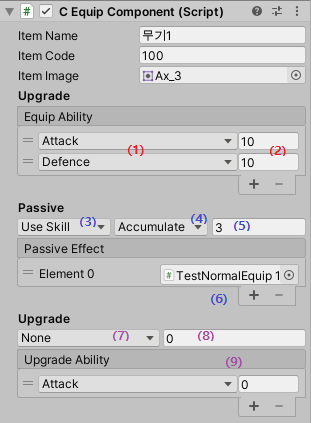 C Equip Component (Script)
Item Name 무기1
Item Code 100
Item Image Ax_3
Upgrade
Equip Ability
Attack (1) 10 (2)
Defence 10
Passive
Use Skill (3) Accumulate (4) 3 (5)
Passive Effect
Element 0 # TestNormalEquip 1
(6)
Upgrade
None (7) 0 (8)
Upgrade Ability (9)
Attack 0